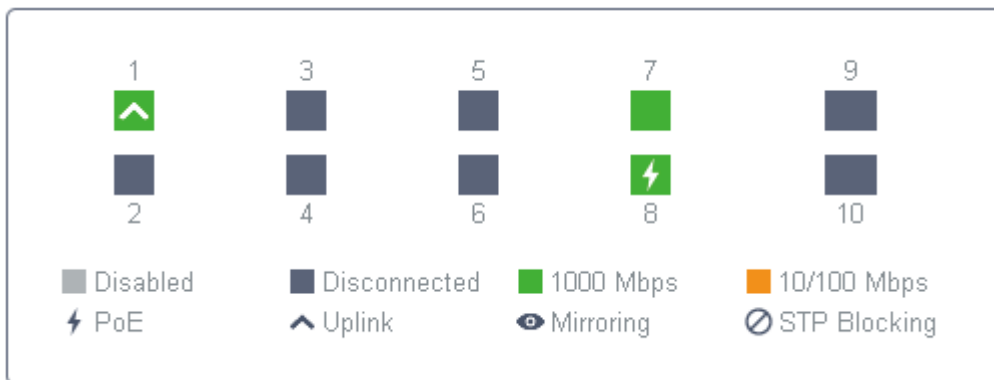 1 3 5 7 9
2 4 6 8 10
Disabled Disconnected 1000 Mbps 10/100 Mbps
PoE Uplink Mirroring STP Blocking